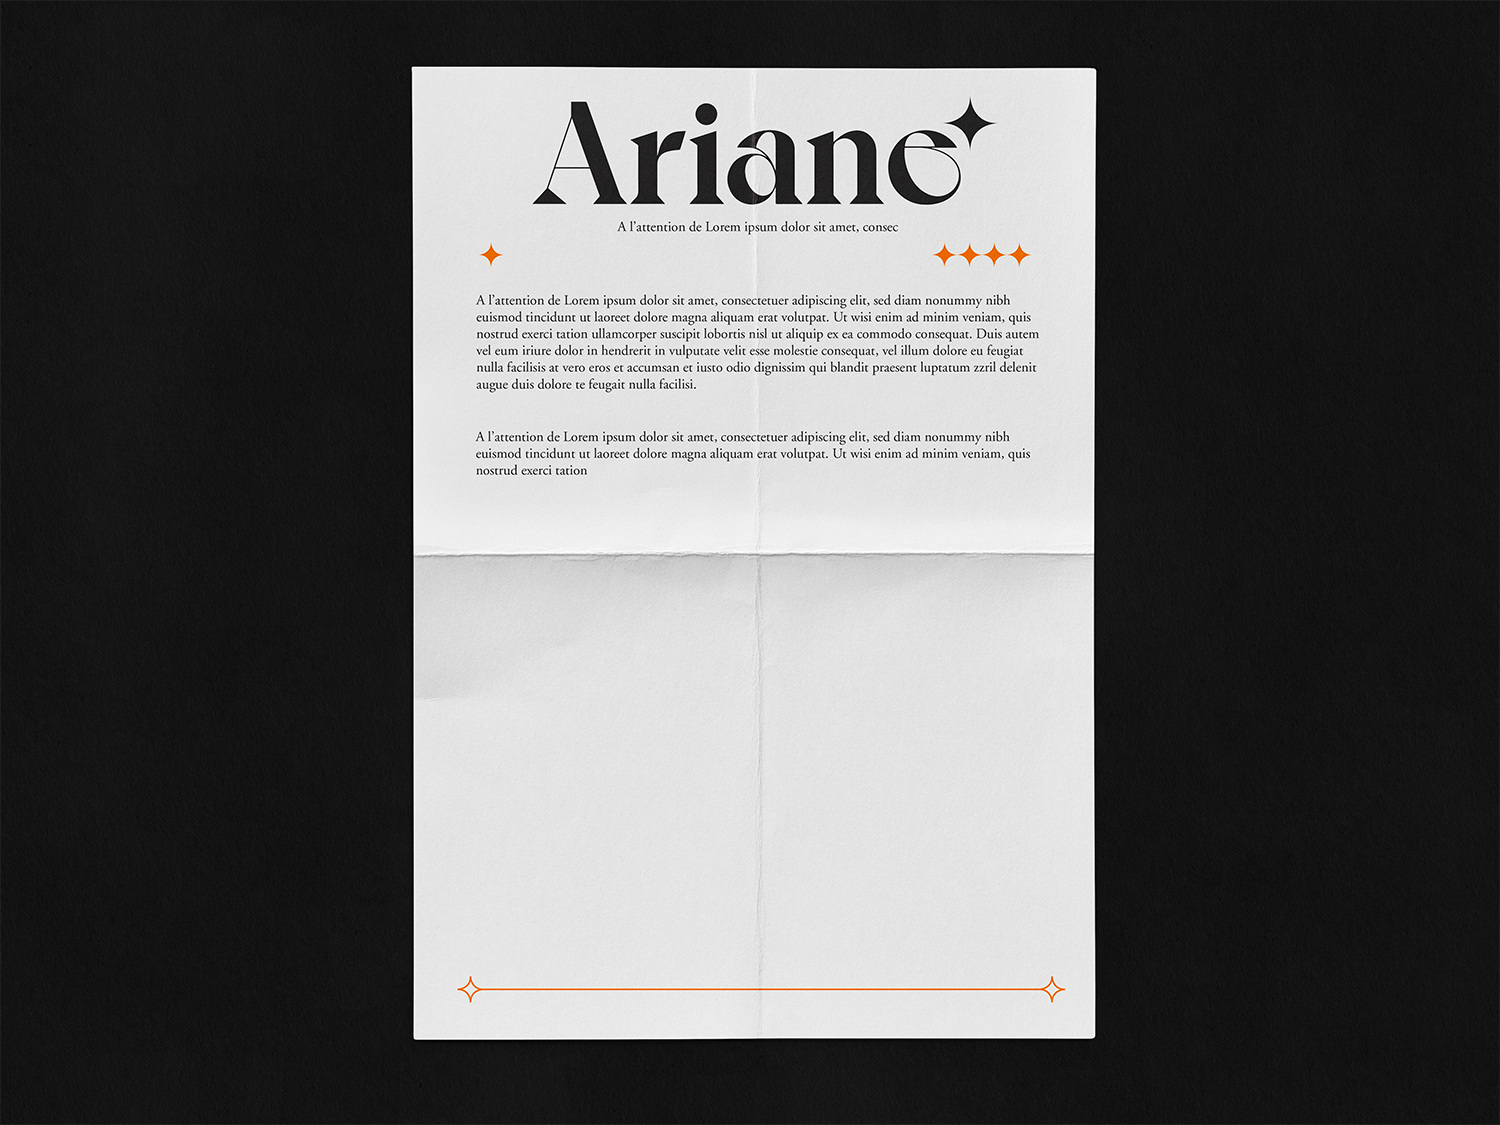 Ariane
A l'attention de Lorem ipsum dolor sit amet, consec
A l'attention de Lorem ipsum dolor sit amet, consectetuer adipiscing elit, sed diam nonummy nibh
euismod tincidunt ut laoreet dolore magna aliquam erat volutpat. Ut wisi enim ad minim veniam, quis
nostrud exerci tation ullamcorper suscipit lobortis nisl ut aliquip ex ea commodo consequat. Duis autem
vel eum iriure dolor in hendrerit in vulputate velit esse molestie consequat, vel illum dolore eu feugiat
nulla facilisis at vero eros et accumsan et iusto odio dignissim qui blandit praesent luptatum zzril delenit
augue duis dolore te feugait nulla facilisi.
A l'attention de Lorem ipsum dolor sit amet, consectetuer adipiscing elit, sed diam nonummy nibh
euismod tincidunt ut laoreet dolore magna aliquam erat volutpat. Ut wisi enim ad minim veniam, quis
nostrud exerci tation